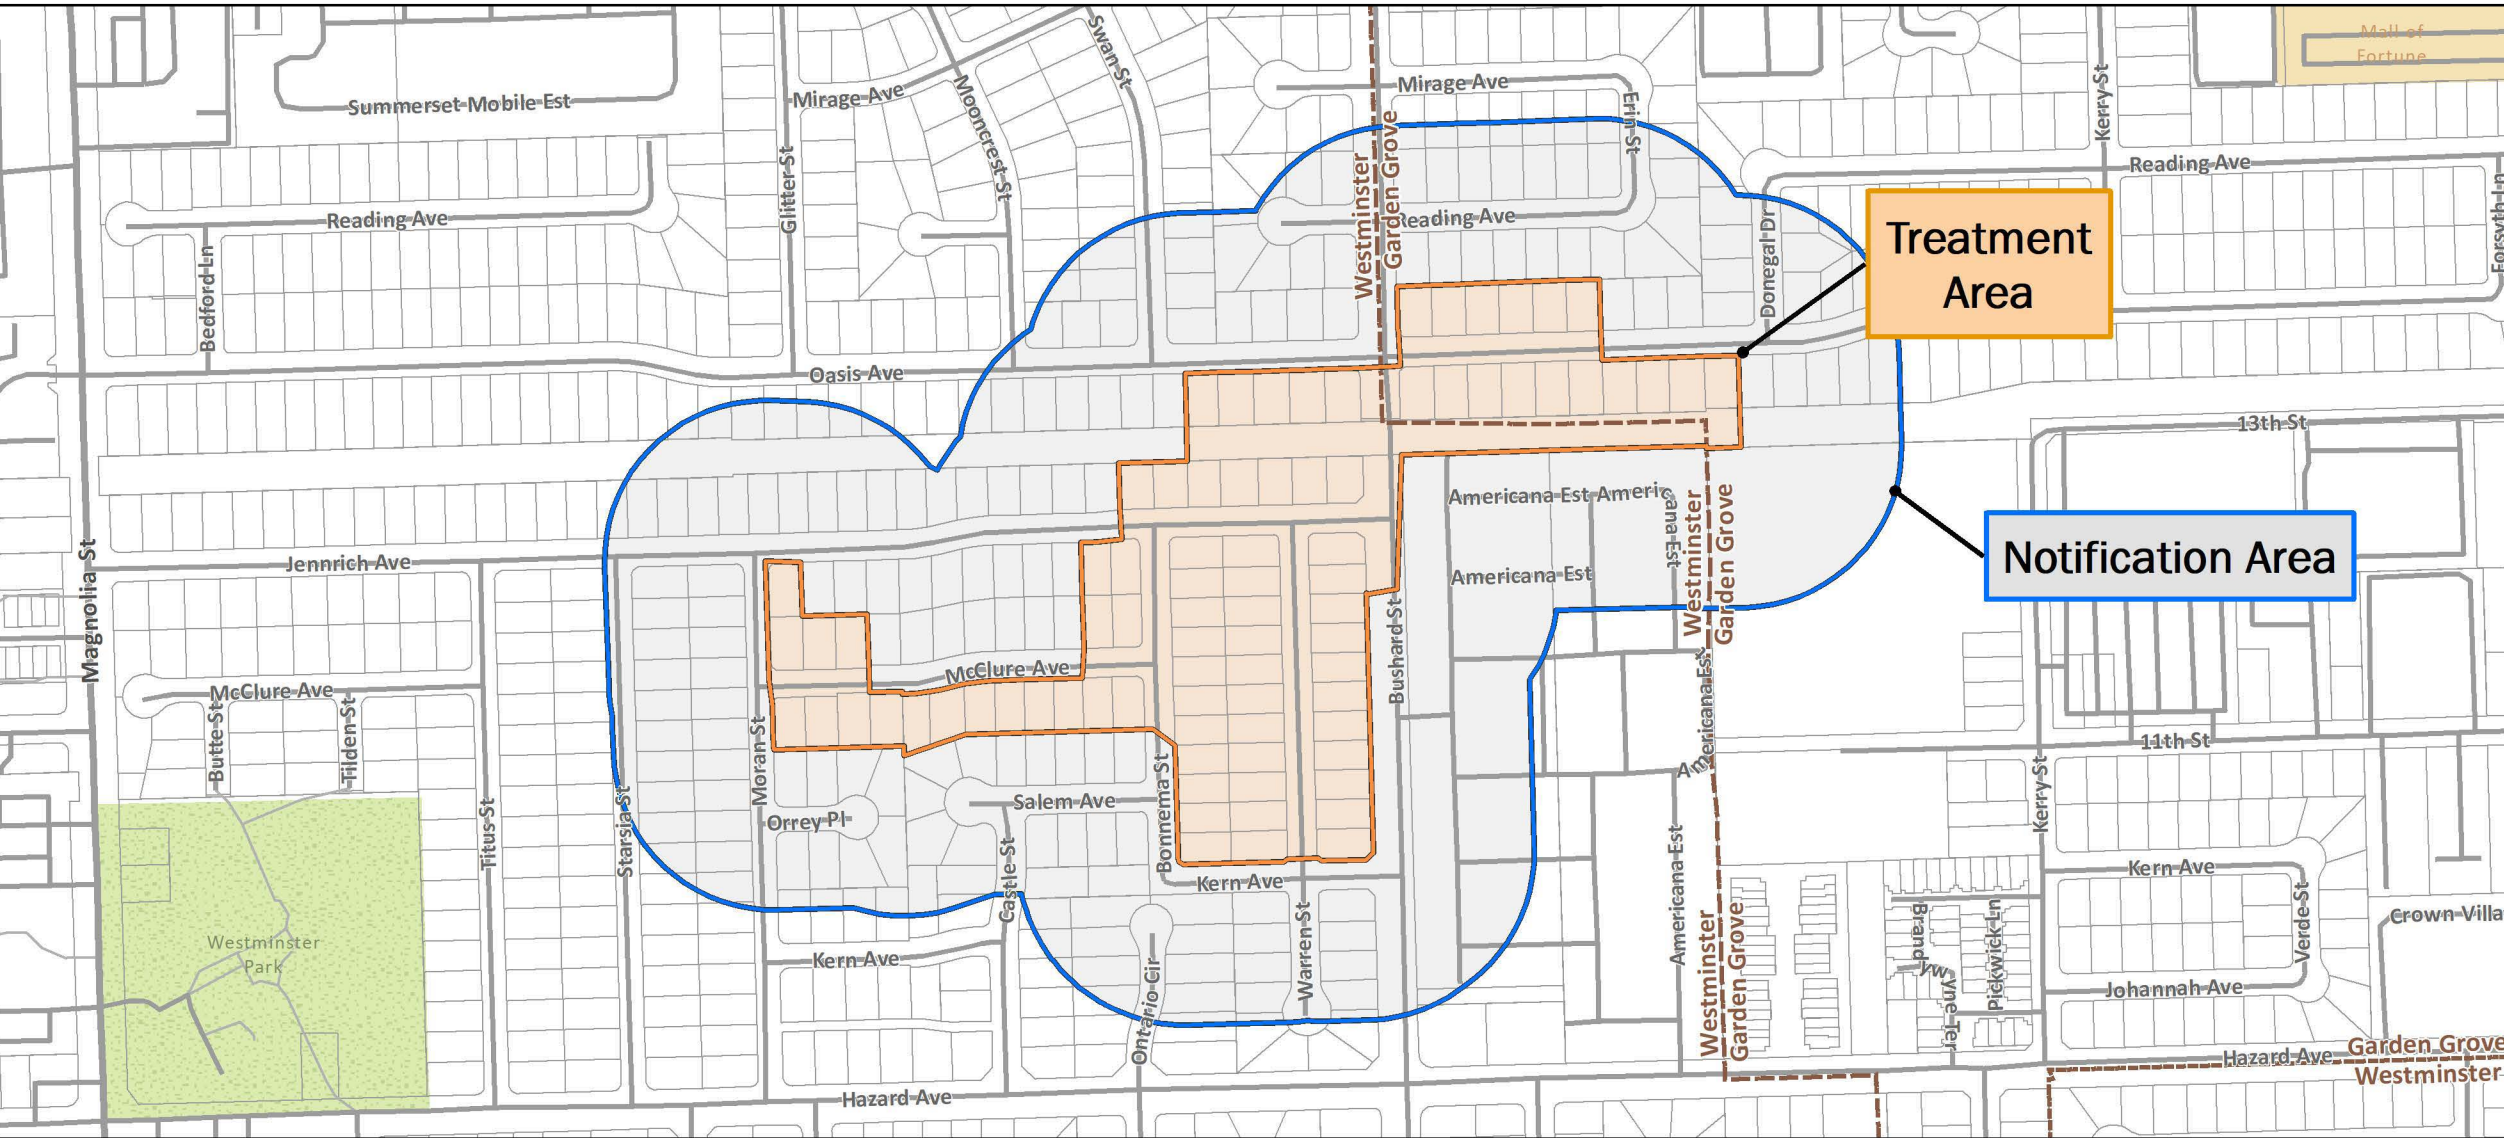 Mall of
Fortune
Swan St
Summerset Mobile Est
Mirage Ave
Mooncrest St
Mirage Ave
Erin St
Kerry St
Glitter St
Westminster
Garden Grove
Reading Ave
Reading Ave
Reading Ave
Forsyth Ln
Bedford Ln
Donegal Dr
Treatment
Area
Oasis Ave
13th St
Americana Est
Americana Est
Westminster
Garden Grove
Notification Area
Jennrich Ave
Americana Est
Magnolia St
Bushard St
McClure Ave
McClure Ave
Butte St
Tilden St
Moran St
Americana Est
11th St
Titus St
Starsia St
Orrey Pl
Salem Ave
Castle St
Bonnema St
Kerry St
Kern Ave
Kern Ave
Americana Est
Westminster
Garden Grove
Brandywyne Ter
Pickwick Ln
Verde St
Crown Villa
Westminster
Park
Kern Ave
Ontario Cir
Warren St
Johannah Ave
Hazard Ave
Hazard Ave
Garden Grove
Westminster